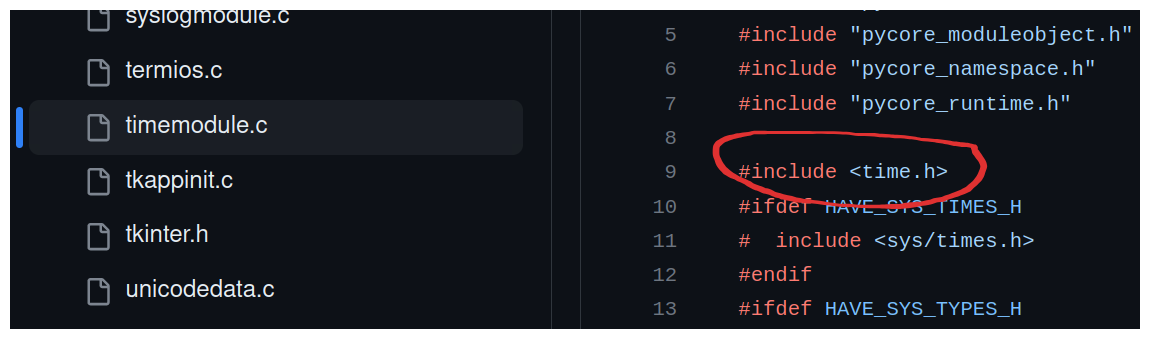 syslogmodule.c
termios.c
timemodule.c
tkappinit.c
tkinter.h
unicodedata.c
5 #include "pycore_moduleobject.h"
6 #include "pycore_namespace.h"
7 #include "pycore_runtime.h"
8
9 #include <time.h>
10 #ifdef HAVE_SYS_TIMES_H
11 #  include <sys/times.h>
12 #endif
13 #ifdef HAVE_SYS_TYPES_H